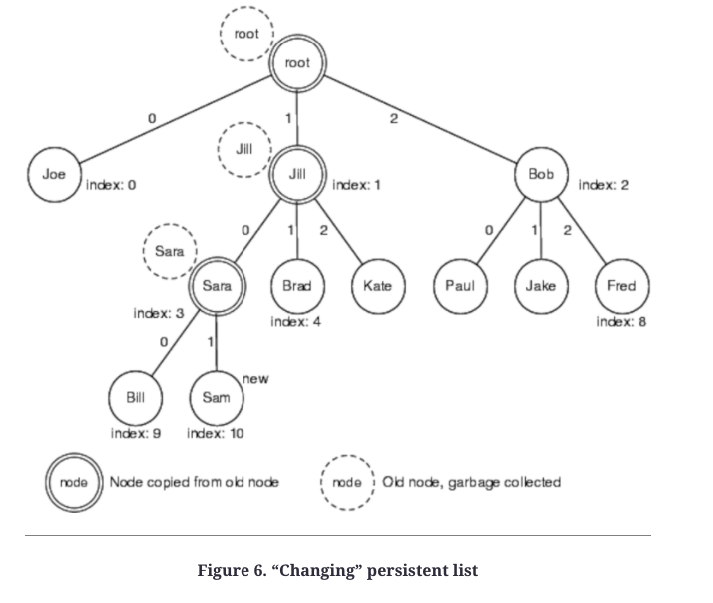 root
root
0
1
2
Jill
Joe
Jill
Bob
index: 0
index: 1
index: 2
0
1
2
0
1
2
Sara
Sara
Brad
Kate
Paul
Jake
Fred
index: 3
index: 4
index: 8
0
1
new
Bill
Sam
index: 9
index: 10
node
Node copied from old node
node
Old node, garbage collected
Figure 6. “Changing” persistent list